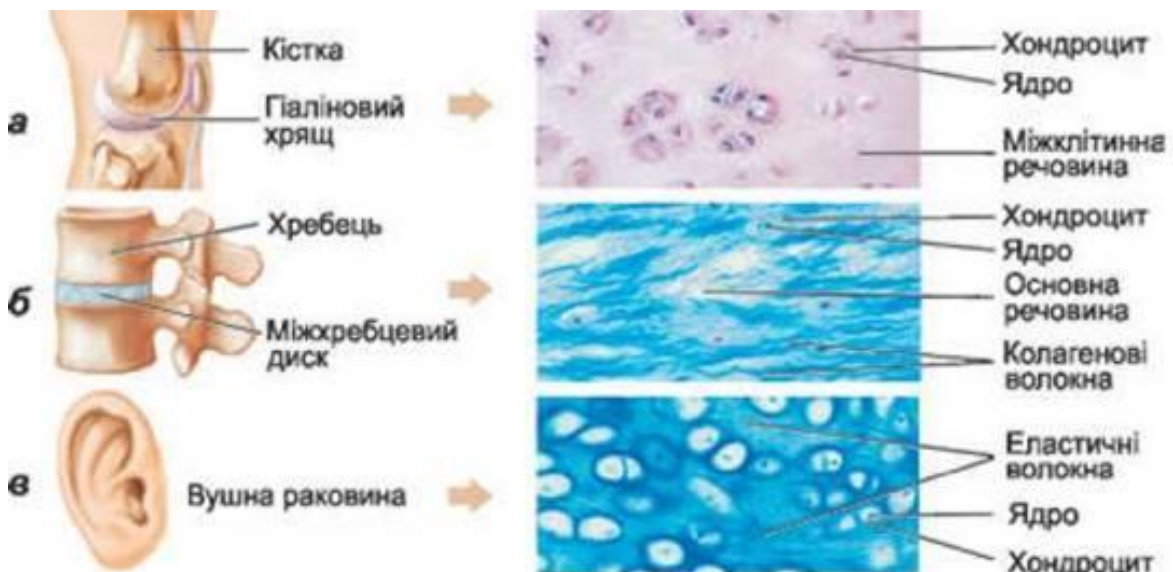 а
Кістка
Гіаліновий
хрящ
Хондроцит
Ядро
Міжклітинна
речовина
б
Хребець
Міжхребцевий
диск
Хондроцит
Ядро
Основна
речовина
Колагенові
волокна
в
Вушна раковина
Еластичні
волокна
Ядро
Хондроцит